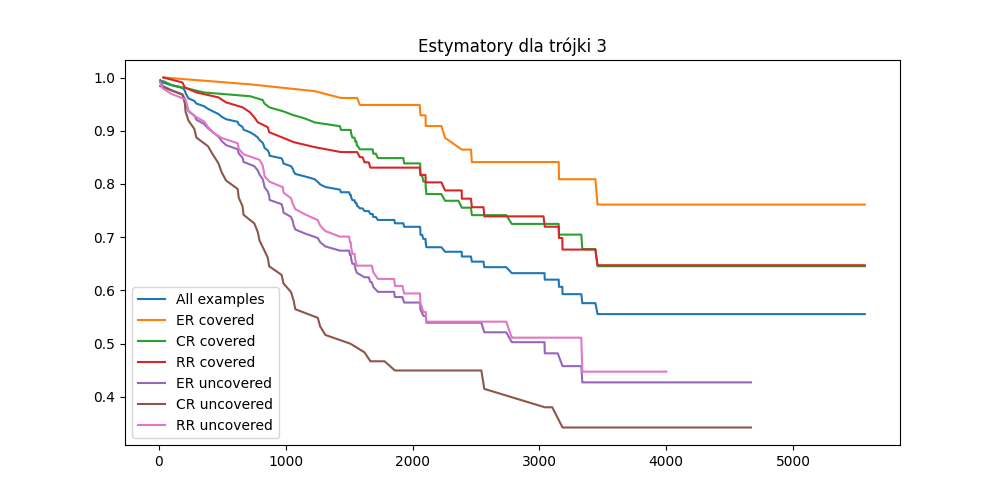 Estymatory dla trójki 3
1.0
0.9
0.8
0.7
0.6
0.5
0.4
All examples
ER covered
CR covered
RR covered
ER uncovered
CR uncovered
RR uncovered
0 1000 2000 3000 4000 5000